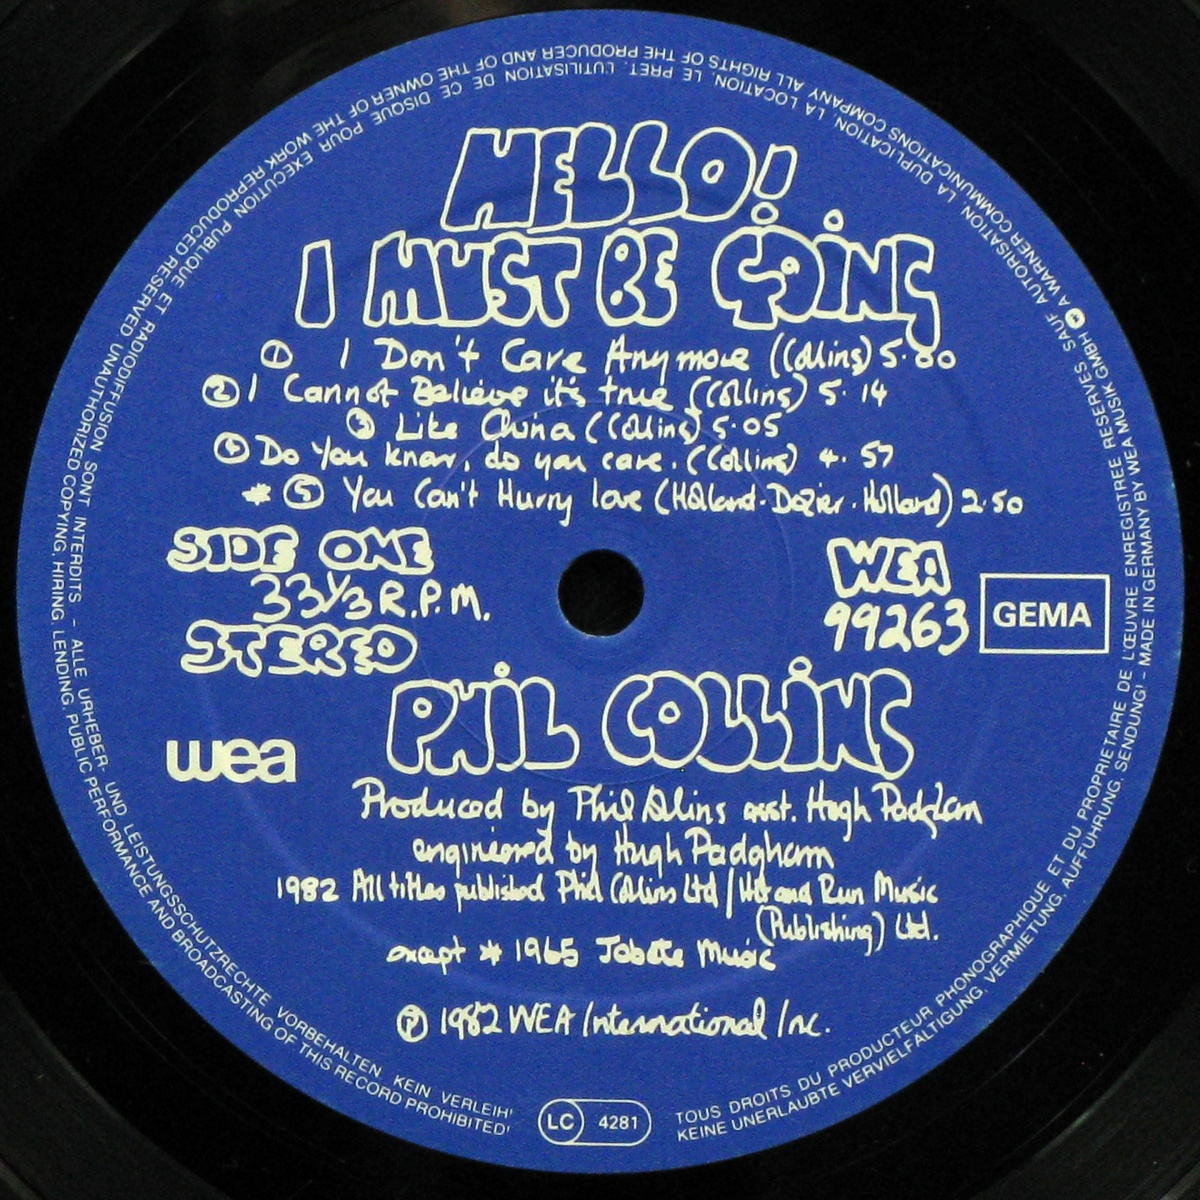 HELLO!
I MUST BE GOING
① I Don't Care Anymore (Collins) 5·00
② I Cannot Believe it's true (Collins) 5·14
③ Like China (Collins) 5·05
④ Do You know, do you care. (Collins) 4·57
* ⑤ You Can't Hurry love (Holland·Dozier·Holland) 2·50
SIDE ONE
33⅓ R.P.M.
STEREO
WEA
99263
GEMA
PHIL COLLINS
wea
Produced by Phil Collins asst. Hugh Padgham
engineered by Hugh Padgham
1982 All titles published Phil Collins Ltd / Hit and Run Music
(Publishing) Ltd.
except * 1965 Jobete Music
Ⓟ 1982 WEA International Inc.
LC 4281
TOUS DROITS DU PRODUCTEUR PHONOGRAPHIQUE ET DU PROPRIETAIRE DE L'ŒUVRE ENREGISTREE RESERVES SAUF AUTORISATION, LA DUPLICATION, LA LOCATION, LE PRET, L'UTILISATION DE CE DISQUE POUR EXECUTION PUBLIQUE ET RADIODIFFUSION SONT INTERDITS – ALLE URHEBER- UND LEISTUNGSSCHUTZRECHTE VORBEHALTEN KEIN VERLEIH!
KEINE UNERLAUBTE VERVIELFÄLTIGUNG, VERMIETUNG, AUFFÜHRUNG, SENDUNG! – MADE IN GERMANY BY WEA MUSIK GMBH A WARNER COMMUNICATIONS COMPANY ALL RIGHTS OF THE PRODUCER AND OF THE OWNER OF THE WORK REPRODUCED RESERVED UNAUTHORIZED COPYING, HIRING, LENDING, PUBLIC PERFORMANCE AND BROADCASTING OF THIS RECORD PROHIBITED!